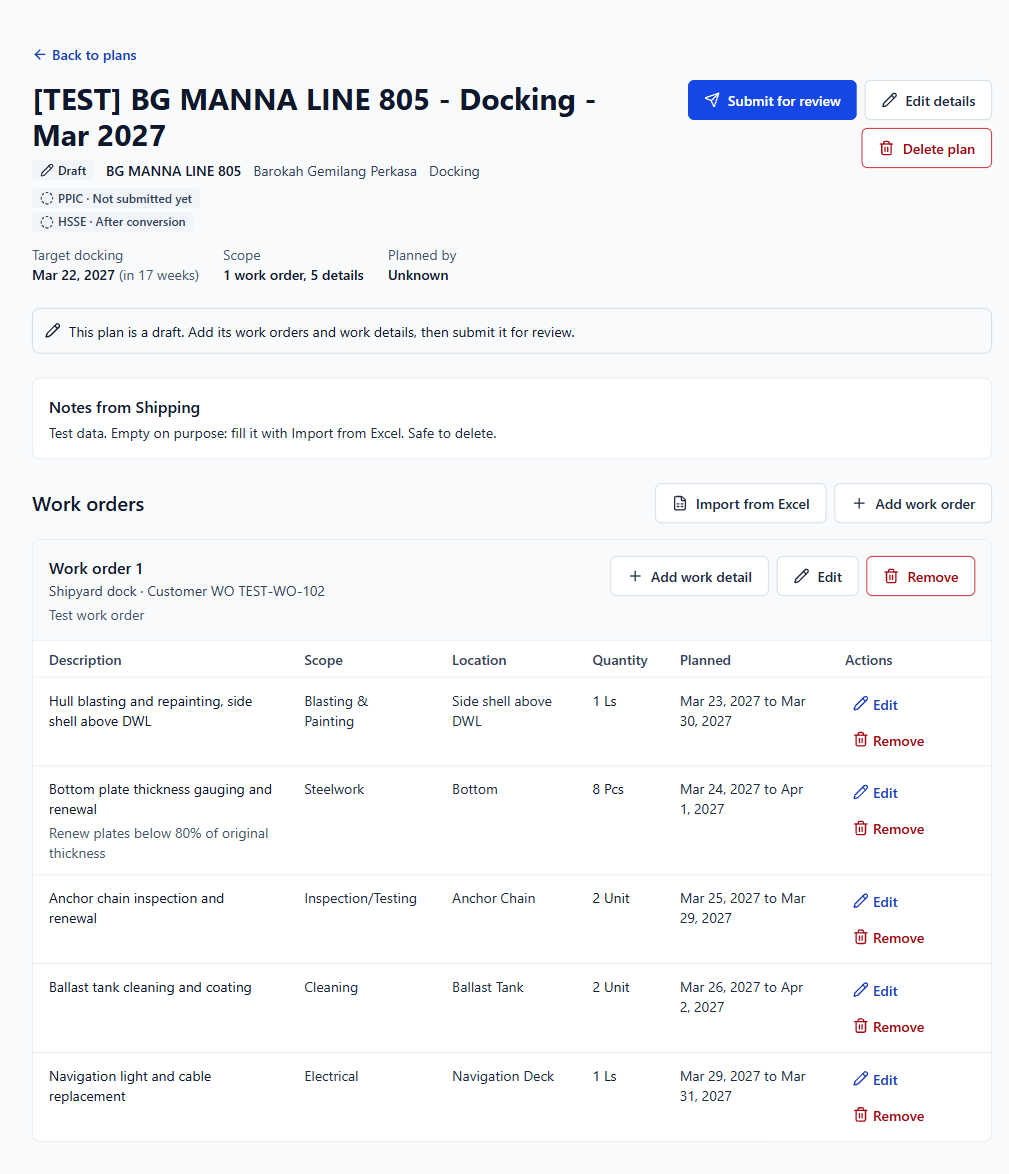 Back to plans
[TEST] BG MANNA LINE 805 - Docking -
Mar 2027
Submit for review
Edit details
Delete plan
Draft BG MANNA LINE 805 Barokah Gemilang Perkasa Docking
PPIC · Not submitted yet
HSSE · After conversion
Target docking Scope Planned by
Mar 22, 2027 (in 17 weeks) 1 work order, 5 details Unknown
This plan is a draft. Add its work orders and work details, then submit it for review.
Notes from Shipping
Test data. Empty on purpose: fill it with Import from Excel. Safe to delete.
Work orders
Import from Excel
Add work order
Work order 1
Shipyard dock · Customer WO TEST-WO-102
Test work order
Add work detail
Edit
Remove
Description Scope Location Quantity Planned Actions
Hull blasting and repainting, side
shell above DWL
Blasting &
Painting
Side shell above
DWL
1 Ls
Mar 23, 2027 to Mar
30, 2027
Edit
Remove
Bottom plate thickness gauging and
renewal
Renew plates below 80% of original
thickness
Steelwork
Bottom
8 Pcs
Mar 24, 2027 to Apr
1, 2027
Edit
Remove
Anchor chain inspection and
renewal
Inspection/Testing
Anchor Chain
2 Unit
Mar 25, 2027 to Mar
29, 2027
Edit
Remove
Ballast tank cleaning and coating
Cleaning
Ballast Tank
2 Unit
Mar 26, 2027 to Apr
2, 2027
Edit
Remove
Navigation light and cable
replacement
Electrical
Navigation Deck
1 Ls
Mar 29, 2027 to Mar
31, 2027
Edit
Remove